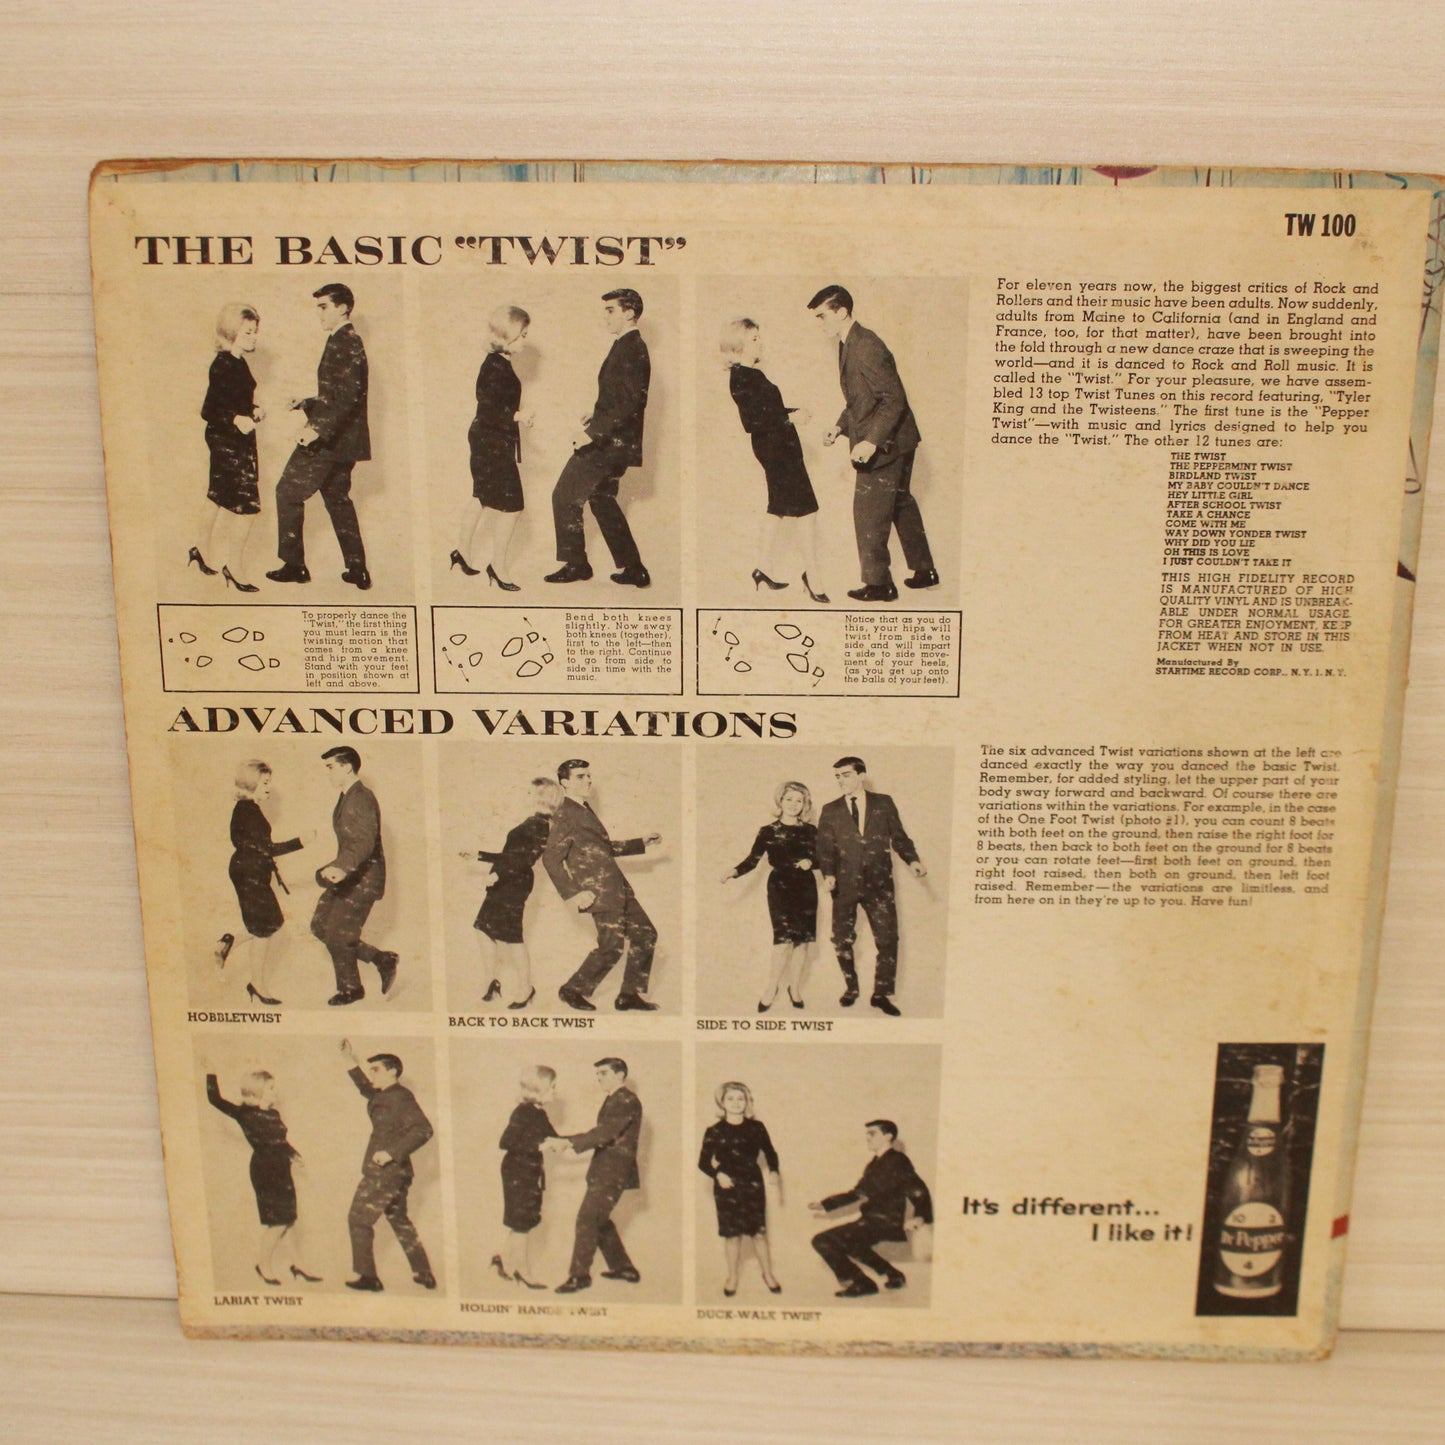 TW 100
THE BASIC "TWIST"
To properly dance the
"Twist," the first thing
you must learn is the
twisting motion that
comes from a knee
and hip movement.
Stand with your feet
in position shown at
left and above.
Bend both knees
slightly. Now sway
both knees (together),
first to the left—then
to the right. Continue
to go from side to
side in time with the
music.
Notice that as you do
this, your hips will
twist from side to
side and will impart
a side to side move-
ment of your heels,
(as you get up onto
the balls of your feet).
For eleven years now, the biggest critics of Rock and
Rollers and their music have been adults. Now suddenly,
adults from Maine to California (and in England and
France, too, for that matter), have been brought into
the fold through a new dance craze that is sweeping the
world—and it is danced to Rock and Roll music. It is
called the "Twist." For your pleasure, we have assem-
bled 13 top Twist Tunes on this record featuring, "Tyler
King and the Twisteens." The first tune is the "Pepper
Twist"—with music and lyrics designed to help you
dance the "Twist." The other 12 tunes are:
THE TWIST
THE PEPPERMINT TWIST
BIRDLAND TWIST
MY BABY COULDN'T DANCE
HEY LITTLE GIRL
AFTER SCHOOL TWIST
TAKE A CHANCE
COME WITH ME
WAY DOWN YONDER TWIST
WHY DID YOU LIE
OH THIS IS LOVE
I JUST COULDN'T TAKE IT
THIS HIGH FIDELITY RECORD
IS MANUFACTURED OF HIGH
QUALITY VINYL AND IS UNBREAK-
ABLE UNDER NORMAL USAGE.
FOR GREATER ENJOYMENT, KEEP
FROM HEAT AND STORE IN THIS
JACKET WHEN NOT IN USE.
Manufactured By
STARTIME RECORD CORP., N. Y. 1, N. Y.
ADVANCED VARIATIONS
HOBBLETWIST
BACK TO BACK TWIST
SIDE TO SIDE TWIST
LARIAT TWIST
HOLDIN' HANDS TWIST
DUCK-WALK TWIST
The six advanced Twist variations shown at the left are
danced exactly the way you danced the basic Twist.
Remember, for added styling, let the upper part of your
body sway forward and backward. Of course there are
variations within the variations. For example, in the case
of the One Foot Twist (photo #1), you can count 8 beats
with both feet on the ground, then raise the right foot for
8 beats, then back to both feet on the ground for 8 beats
or you can rotate feet—first both feet on ground, then
right foot raised, then both on ground, then left foot
raised. Remember—the variations are limitless, and
from here on in they're up to you. Have fun!
It's different...
I like it!
10 2
Dr Pepper
4